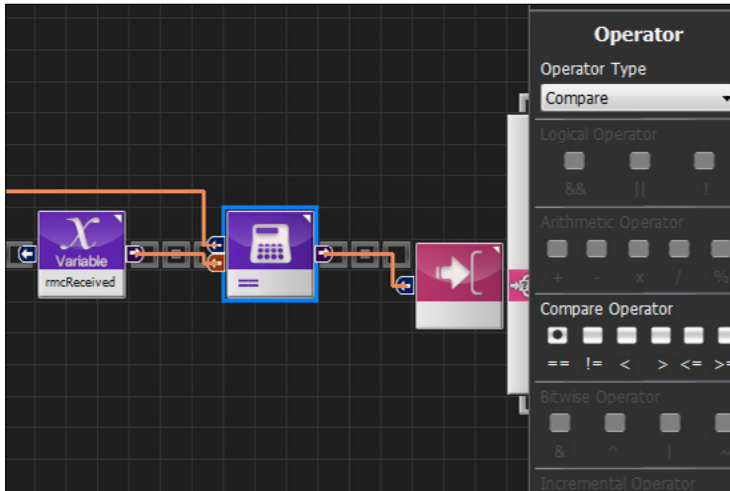 Operator
Operator Type
Compare
Logical Operator
&& || !
Arithmetic Operator
+ - x / %
Compare Operator
== != < > <= >=
Bitwise Operator
& ^ | ~
Incremental Operator
X
Variable
rmcReceived
==